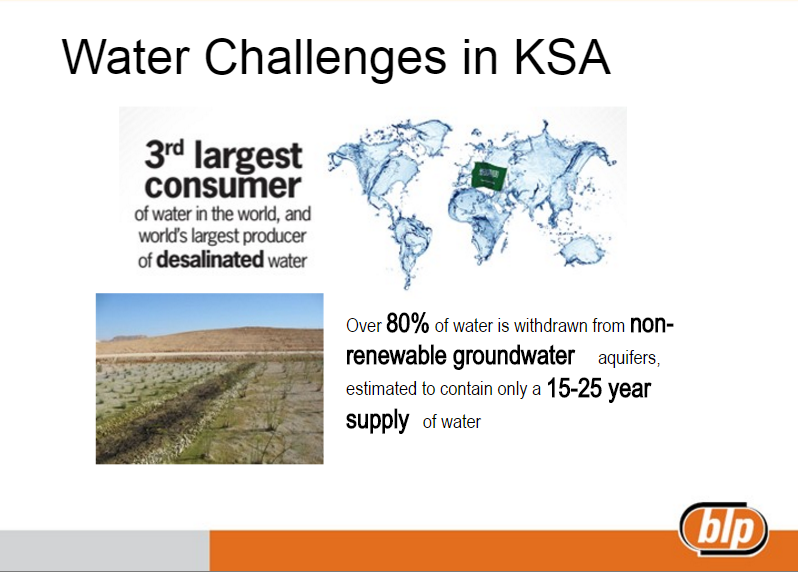 Water Challenges in KSA
3rd largest
consumer
of water in the world, and
world's largest producer
of desalinated water
Over 80% of water is withdrawn from non-
renewable groundwater aquifers,
estimated to contain only a 15-25 year
supply of water
blp